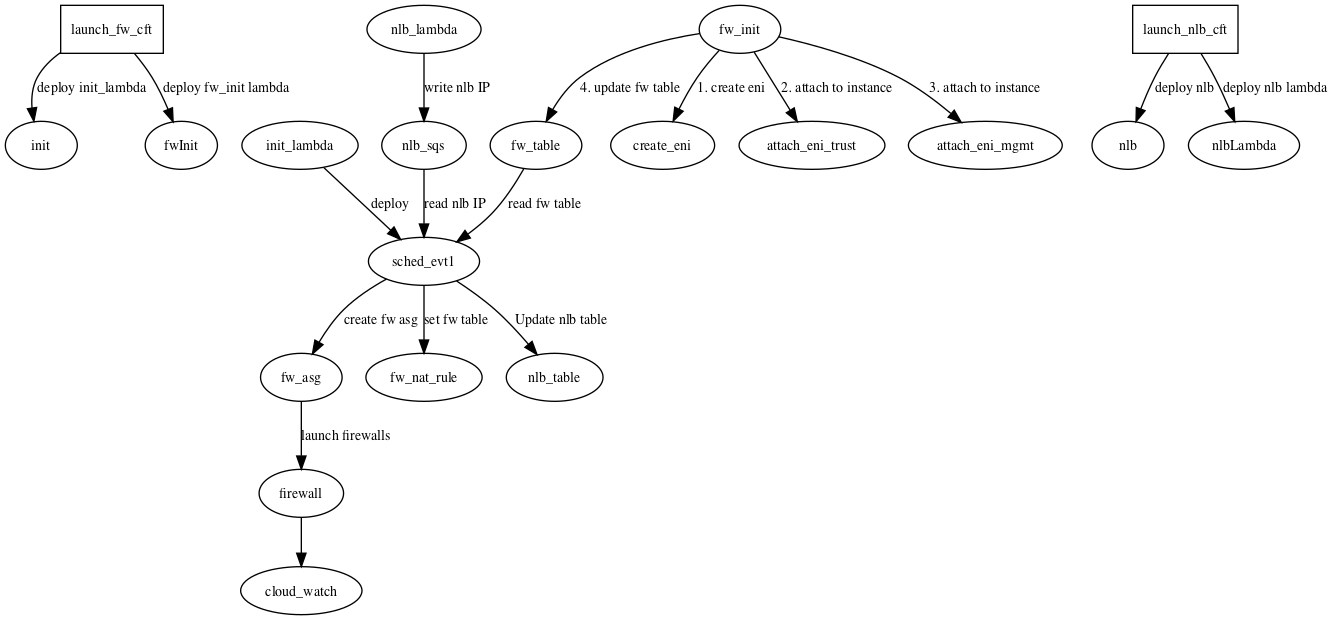 launch_fw_cft
nlb_lambda
fw_init
launch_nlb_cft
deploy init_lambda
deploy fw_init lambda
write nlb IP
4. update fw table
1. create eni
2. attach to instance
3. attach to instance
deploy nlb
deploy nlb lambda
init
fwInit
init_lambda
nlb_sqs
fw_table
create_eni
attach_eni_trust
attach_eni_mgmt
nlb
nlbLambda
deploy
read nlb IP
read fw table
sched_evt1
create fw asg
set fw table
Update nlb table
fw_asg
fw_nat_rule
nlb_table
launch firewalls
firewall
cloud_watch